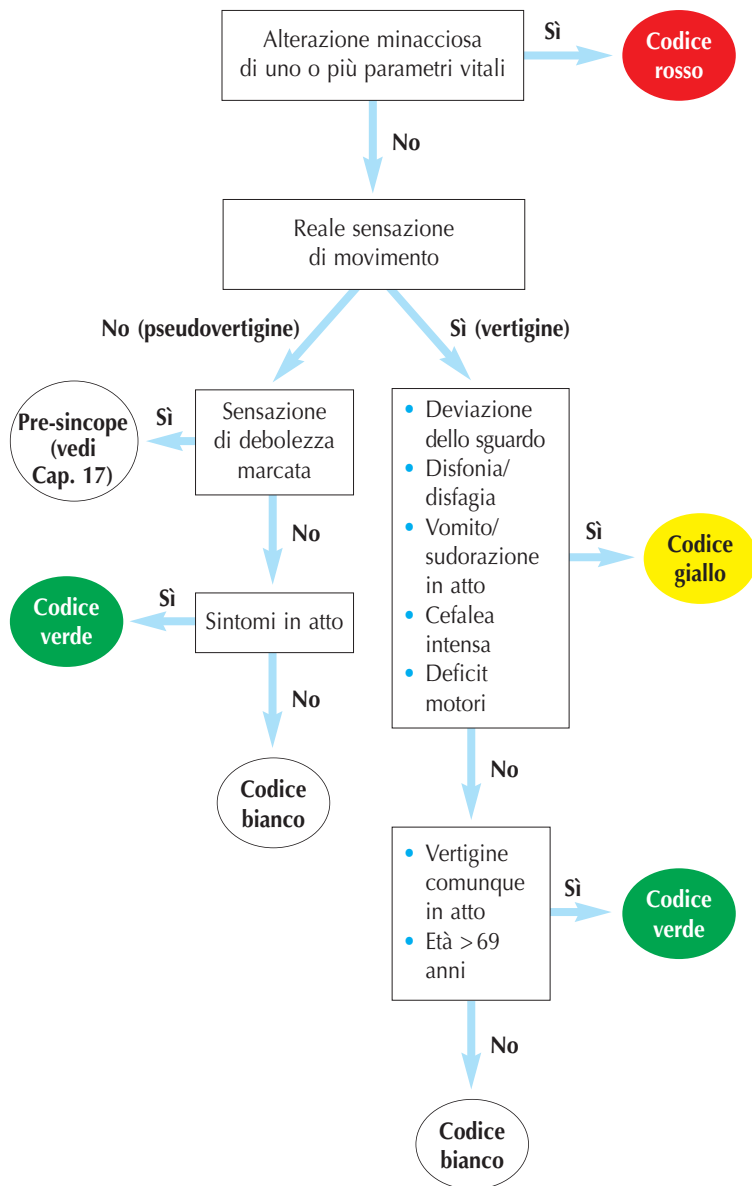 Alterazione minacciosa
di uno o più parametri vitali
Sì
Codice
rosso
No
Reale sensazione
di movimento
No (pseudovertigine)
Sì (vertigine)
Pre-sincope
(vedi
Cap. 17)
Sì
Sensazione
di debolezza
marcata
No
Codice
verde
Sì
Sintomi in atto
No
Codice
bianco
• Deviazione
dello sguardo
• Disfonia/
disfagia
• Vomito/
sudorazione
in atto
• Cefalea
intensa
• Deficit
motori
Sì
Codice
giallo
No
• Vertigine
comunque
in atto
• Età >69
anni
Sì
Codice
verde
No
Codice
bianco